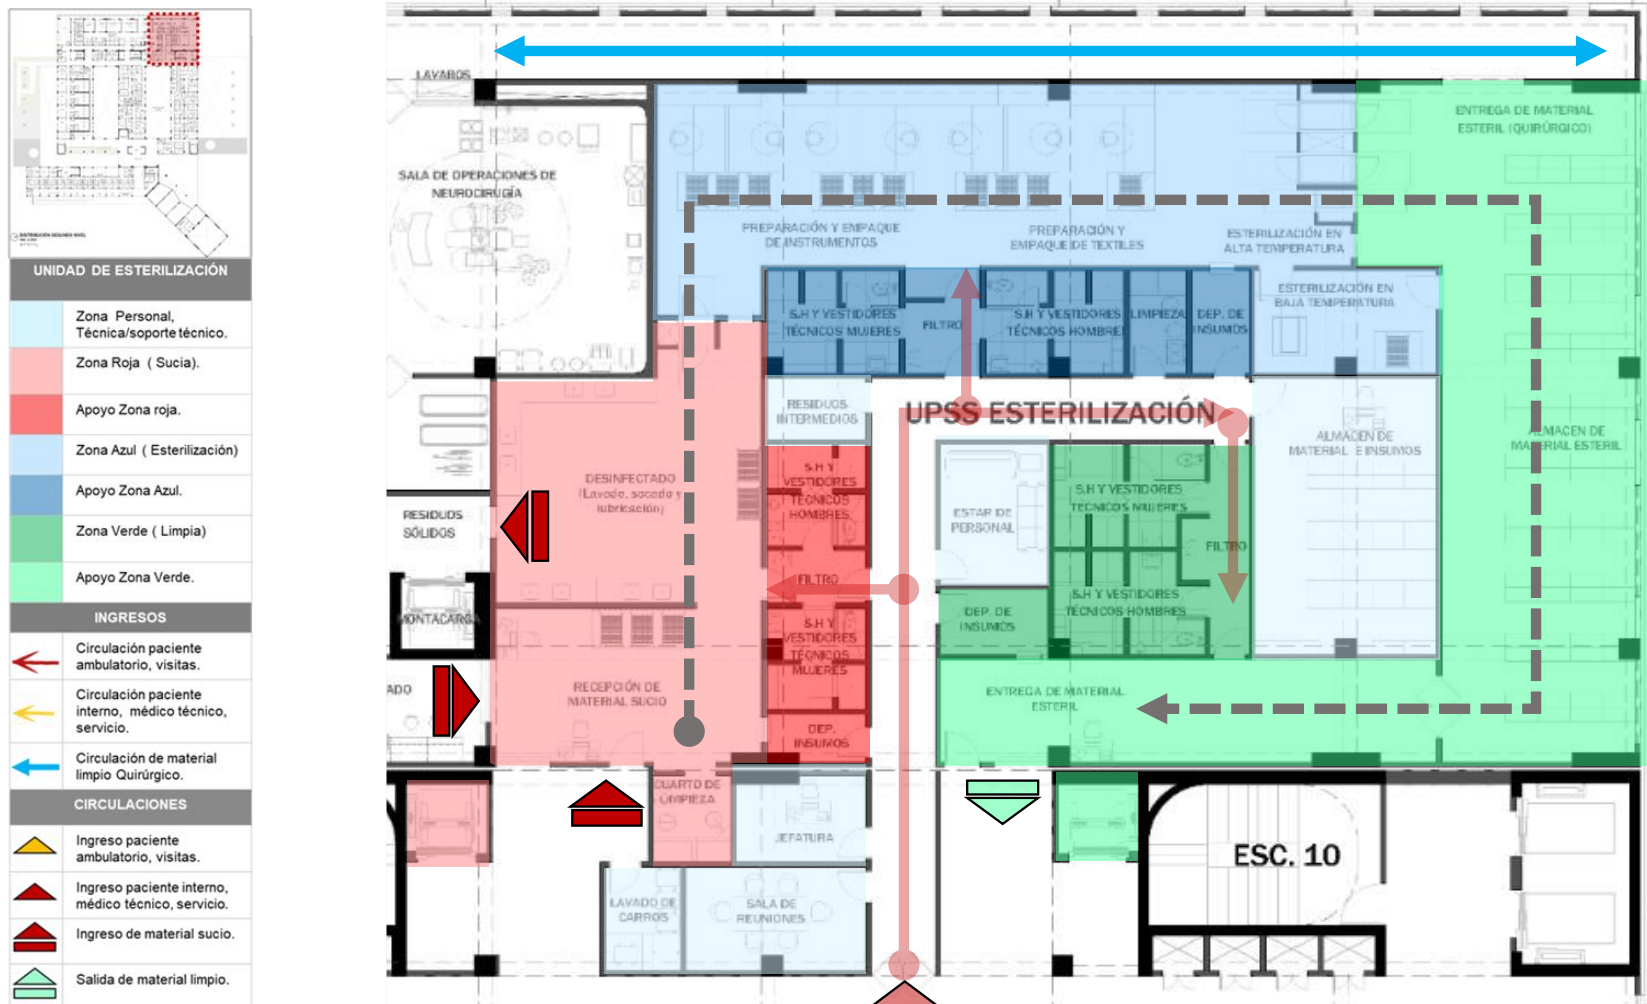 DISTRIBUCIÓN SEGUNDO NIVEL
UNIDAD DE ESTERILIZACIÓN
Zona Personal,
Técnica/soporte técnico.
Zona Roja ( Sucia).
Apoyo Zona roja.
Zona Azul ( Esterilización)
Apoyo Zona Azul.
Zona Verde ( Limpia)
Apoyo Zona Verde.
INGRESOS
Circulación paciente
ambulatorio, visitas.
Circulación paciente
interno, médico técnico,
servicio.
Circulación de material
limpio Quirúrgico.
CIRCULACIONES
Ingreso paciente
ambulatorio, visitas.
Ingreso paciente interno,
médico técnico, servicio.
Ingreso de material sucio.
Salida de material limpio.
LAVABOS
SALA DE OPERACIONES DE
NEUROCIRUGÍA
ENTREGA DE MATERIAL
ESTERIL (QUIRÚRGICO)
PREPARACIÓN Y EMPAQUE
DE INSTRUMENTOS
PREPARACIÓN Y
EMPAQUE DE TEXTILES
ESTERILIZACIÓN EN
ALTA TEMPERATURA
ESTERILIZACIÓN EN
BAJA TEMPERATURA
S.H Y VESTIDORES
TÉCNICOS MUJERES
FILTRO
S.H Y VESTIDORES
TÉCNICOS HOMBRES
LIMPIEZA
DEP. DE
INSUMOS
RESIDUOS
INTERMEDIOS
UPSS ESTERILIZACIÓN
ALMACEN DE
MATERIAL E INSUMOS
ALMACEN DE
MATERIAL ESTERIL
DESINFECTADO
(Lavado, secado y
lubricación)
S.H Y
VESTIDORES
TÉCNICOS
HOMBRES
FILTRO
S.H Y
VESTIDORES
TÉCNICOS
MUJERES
DEP.
INSUMOS
ESTAR DE
PERSONAL
S.H Y VESTIDORES
TÉCNICOS MUJERES
FILTRO
S.H Y VESTIDORES
TÉCNICOS HOMBRES
DEP. DE
INSUMOS
RESIDUOS
SÓLIDOS
MONTACARGA
ADO
RECEPCIÓN DE
MATERIAL SUCIO
ENTREGA DE MATERIAL
ESTERIL
CUARTO DE
LIMPIEZA
JEFATURA
LAVADO DE
CARROS
SALA DE
REUNIONES
ESC. 10